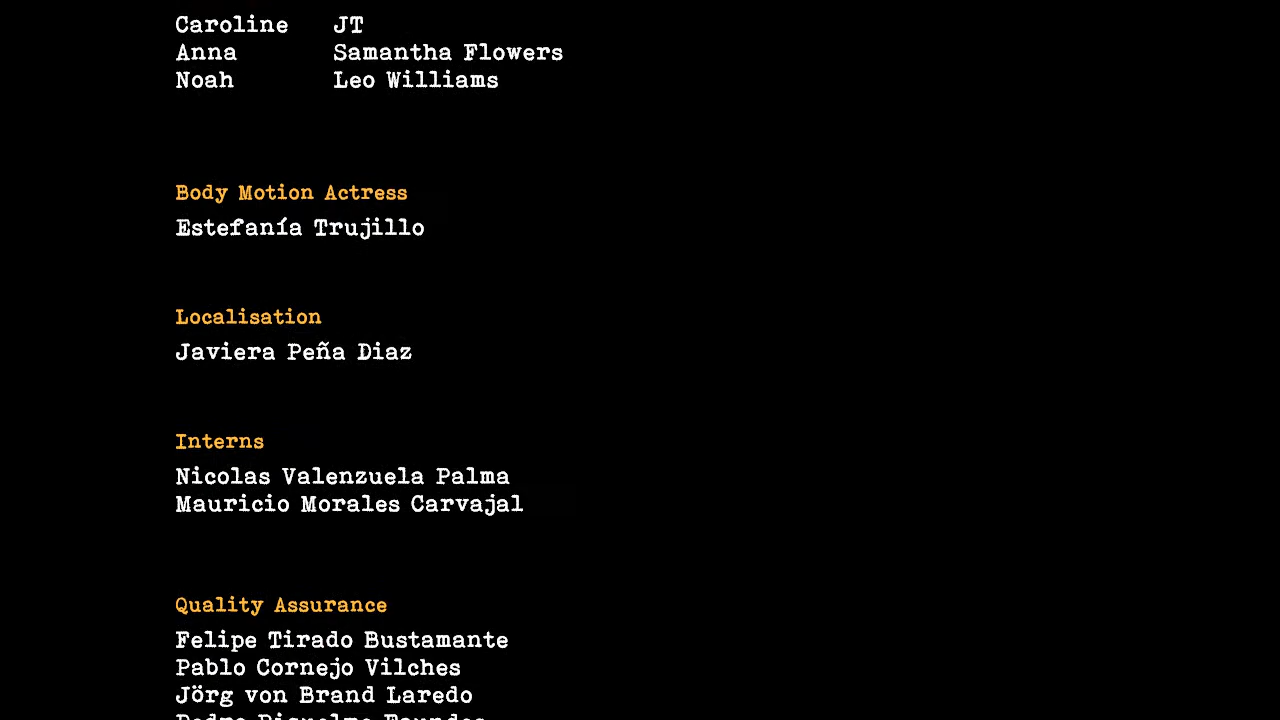 Caroline JT
Anna Samantha Flowers
Noah Leo Williams
Body Motion Actress
Estefanía Trujillo
Localisation
Javiera Peña Diaz
Interns
Nicolas Valenzuela Palma
Mauricio Morales Carvajal
Quality Assurance
Felipe Tirado Bustamante
Pablo Cornejo Vilches
Jörg von Brand Laredo